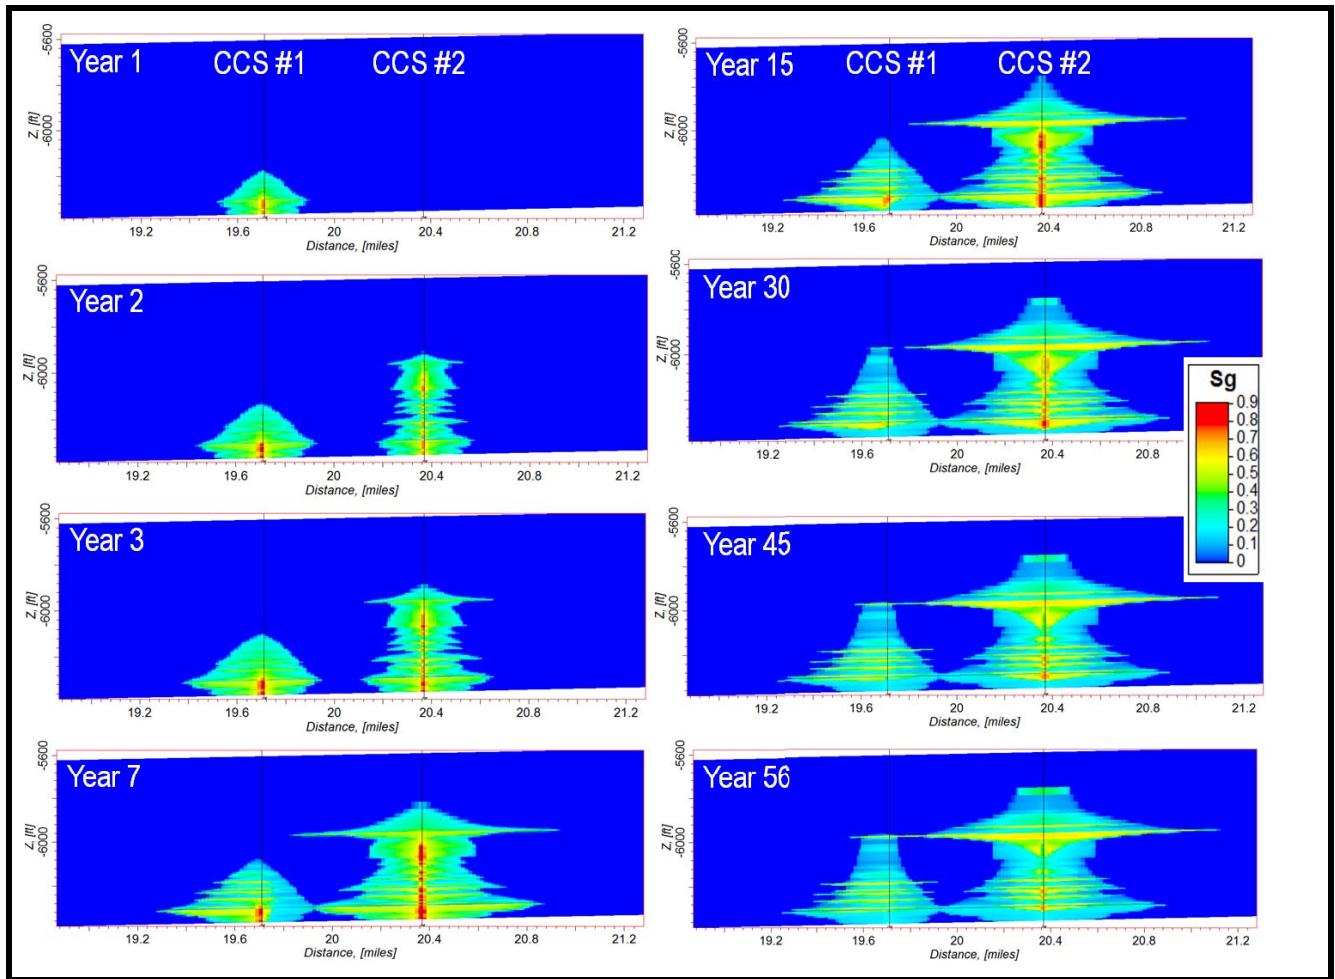 Year 1 CCS #1 CCS #2
-5600
-6000
Z, [ft]
19.2 19.6 20 20.4 20.8 21.2
Distance, [miles]
Year 2
-5600
-6000
Z, [ft]
19.2 19.6 20 20.4 20.8 21.2
Distance, [miles]
Year 3
-5600
-6000
Z, [ft]
19.2 19.6 20 20.4 20.8 21.2
Distance, [miles]
Year 7
-5600
-6000
Z, [ft]
19.2 19.6 20 20.4 20.8 21.2
Distance, [miles]
Year 15 CCS #1 CCS #2
-5600
-6000
Z, [ft]
19.2 19.6 20 20.4 20.8 21.2
Distance, [miles]
Year 30
-5600
-6000
Z, [ft]
19.2 19.6 20 20.4 20.8
Distance, [miles]
Year 45
-5600
-6000
Z, [ft]
19.2 19.6 20 20.4 20.8 21.2
Distance, [miles]
Year 56
-5600
-6000
Z, [ft]
19.2 19.6 20 20.4 20.8 21.2
Distance, [miles]
Sg
0.9
0.8
0.7
0.6
0.5
0.4
0.3
0.2
0.1
0